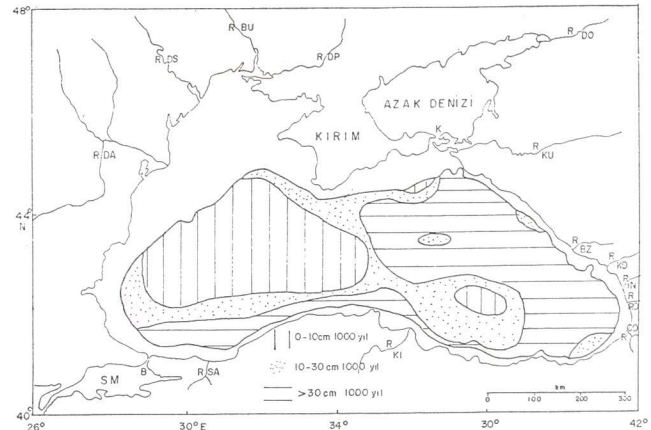 48°
R BU
R DO
R DS
R DP
AZAK DENİZİ
KIRIM
K
R KU
R DA
44°
N
R BZ
R
R İN
R
0-10 cm 1000 yıl
R Kİ
10-30 cm 1000 yıl
R
B
R SA
SM
>30 cm 1000 yıl
km
0 100 200 300
40°
26° 30°E 34° 30° 42°